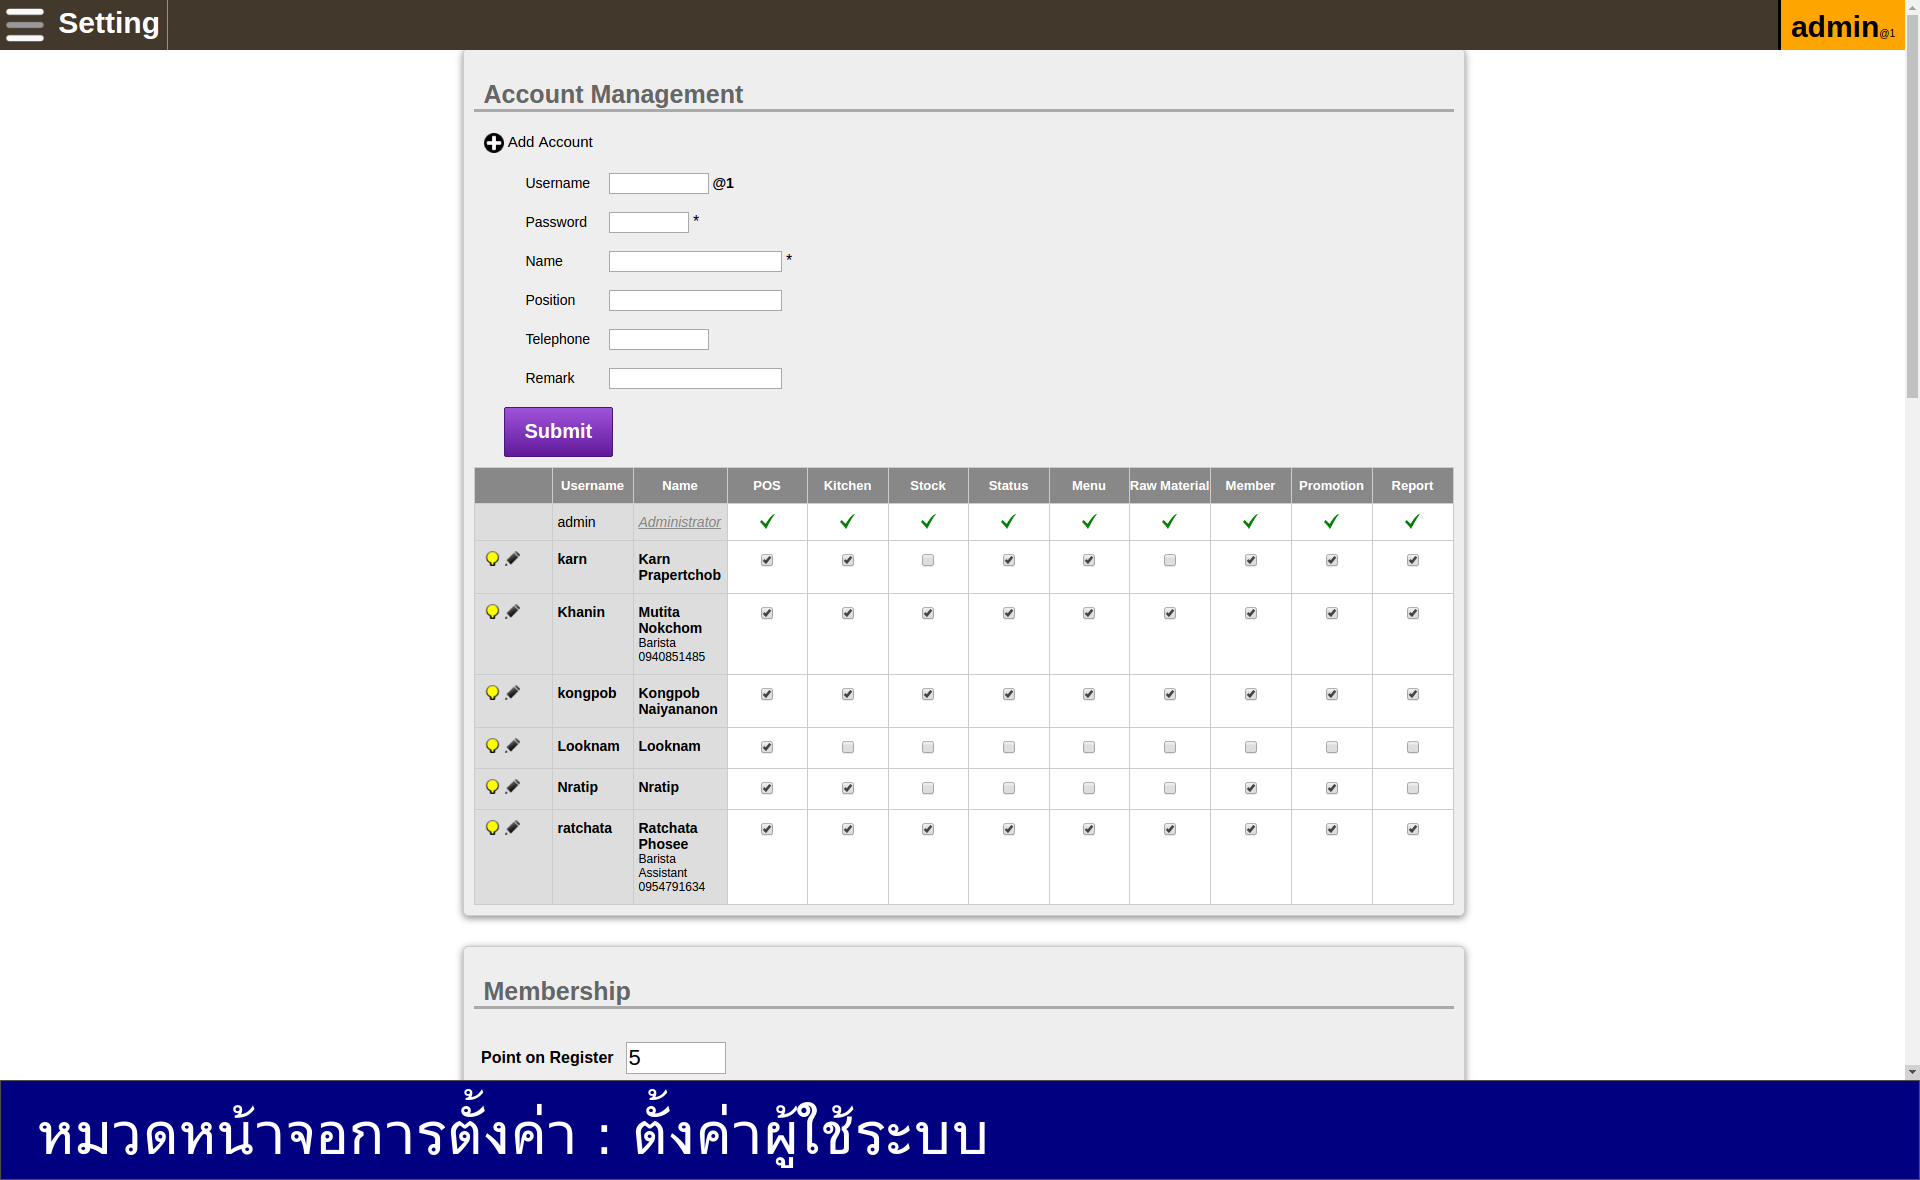 Setting
admin@1
Account Management
Add Account
Username @1
Password *
Name *
Position
Telephone
Remark
Submit
Username Name POS Kitchen Stock Status Menu Raw Material Member Promotion Report
admin Administrator
karn Karn
Prapertchob
Khanin Mutita
Nokchom
Barista
0940851485
kongpob Kongpob
Naiyananon
Looknam Looknam
Nratip Nratip
ratchata Ratchata
Phosee
Barista
Assistant
0954791634
Membership
Point on Register 5
หมวดหน้าจอการตั้งค่า : ตั้งค่าผู้ใช้ระบบ